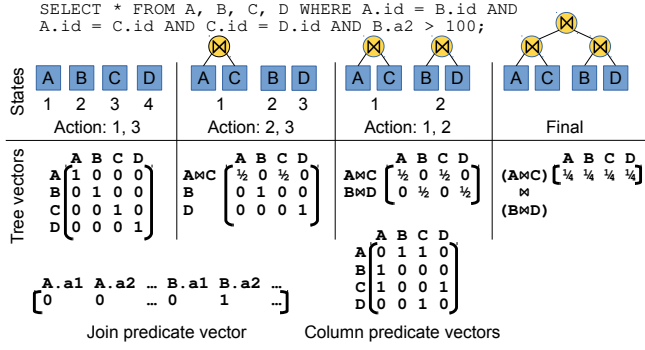 SELECT * FROM A, B, C, D WHERE A.id = B.id AND
A.id = C.id AND C.id = D.id AND B.a2 > 100;
States
⋈ ⋈ ⋈ ⋈ ⋈ ⋈
A B C D A C B D A C B D A C B D
1 2 3 4 1 2 3 1 2
Action: 1, 3 Action: 2, 3 Action: 1, 2 Final
Tree vectors
A B C D
A 1 0 0 0
B 0 1 0 0
C 0 0 1 0
D 0 0 0 1
A B C D
A⋈C ½ 0 ½ 0
B 0 1 0 0
D 0 0 0 1
A B C D
A⋈C ½ 0 ½ 0
B⋈D 0 ½ 0 ½
A B C D
(A⋈C) ¼ ¼ ¼ ¼
⋈
(B⋈D)
A.a1 A.a2 … B.a1 B.a2 …
0 0 … 0 1 …
Join predicate vector
A B C D
A 0 1 1 0
B 1 0 0 0
C 1 0 0 1
D 0 0 1 0
Column predicate vectors